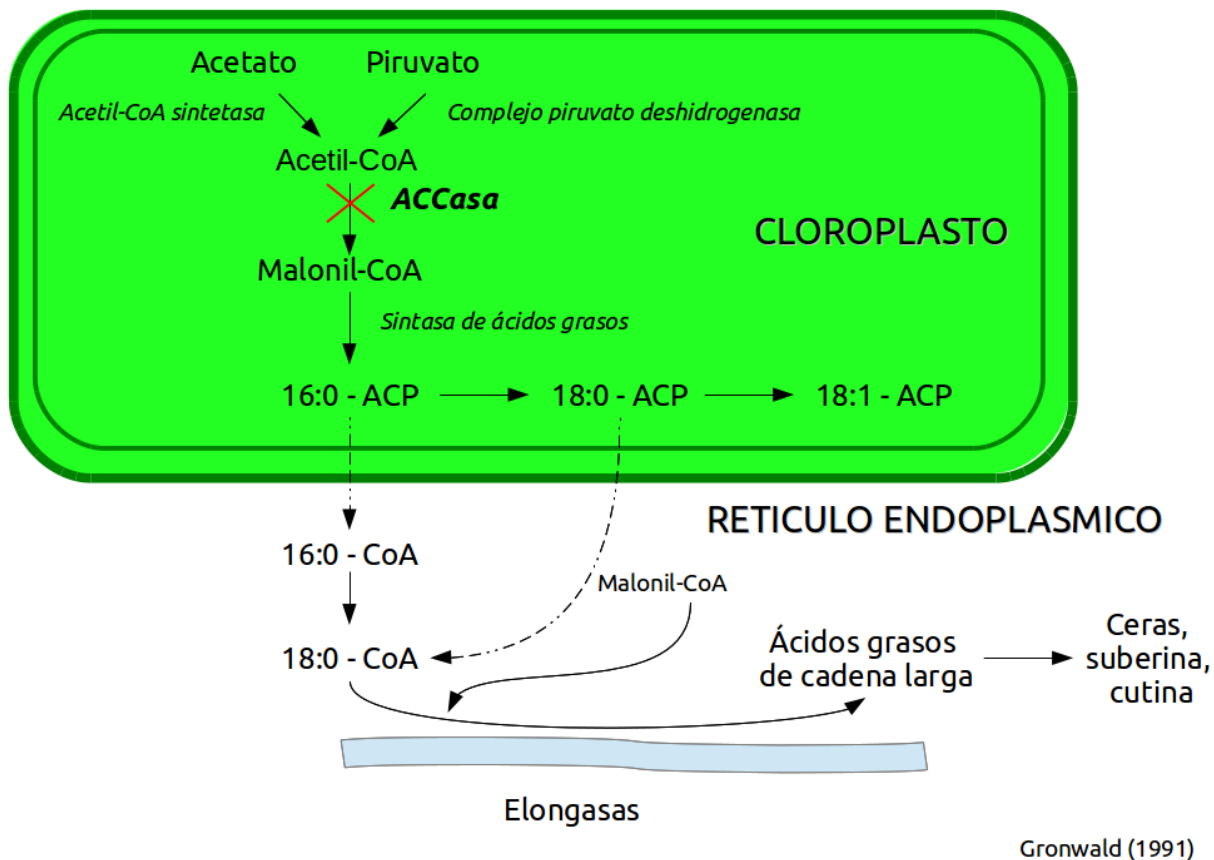 Acetato Piruvato
Acetil-CoA sintetasa Complejo piruvato deshidrogenasa
Acetil-CoA
ACCasa
CLOROPLASTO
Malonil-CoA
Sintasa de ácidos grasos
16:0 - ACP 18:0 - ACP 18:1 - ACP
RETICULO ENDOPLASMICO
16:0 - CoA
Malonil-CoA
18:0 - CoA
Ácidos grasos
de cadena larga
Ceras,
suberina,
cutina
Elongasas
Gronwald (1991)